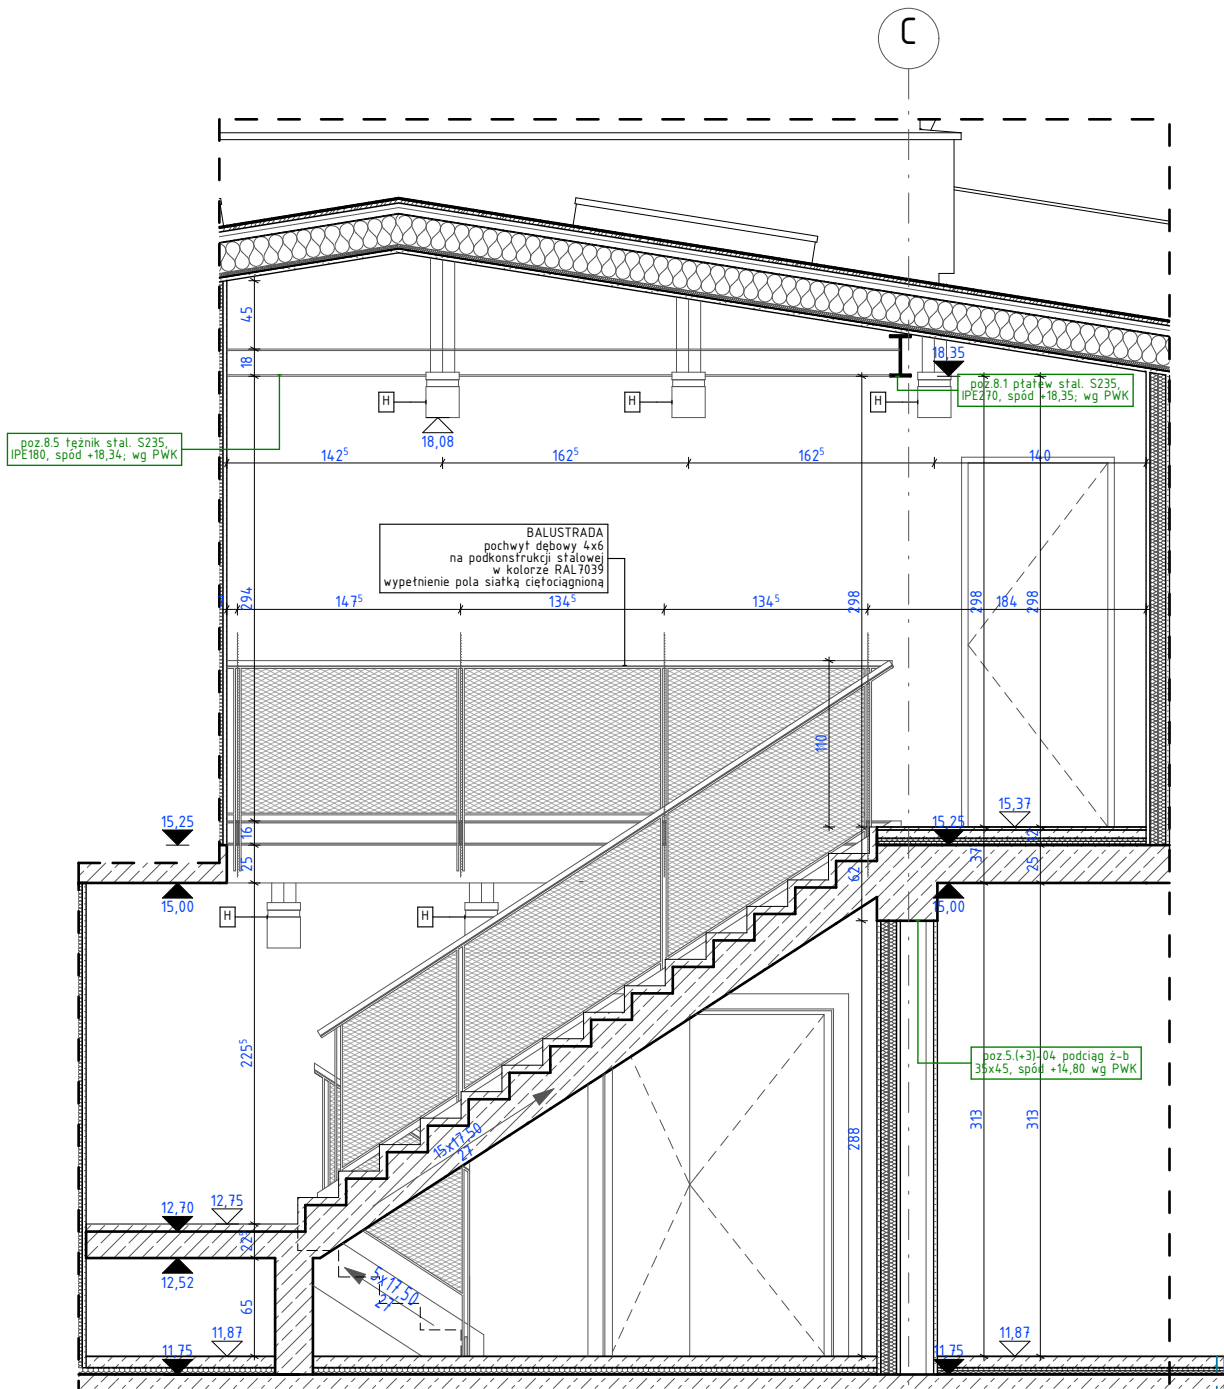 C
45
18
18,35
poz.8.1 płatew stal. S235,
IPE270, spód +18,35; wg PWK
H
H
H
18,08
poz.8.5 tężnik stal. S235,
IPE180, spód +18,34; wg PWK
142⁵
162⁵
162⁵
140
BALUSTRADA
pochwyt dębowy 4x6
na podkonstrukcji stalowej
w kolorze RAL7039
wypełnienie pola siatką ciętociągnioną
294
147⁵
134⁵
134⁵
184
298
298
298
110
15,25
16
25
15,00
15,37
15,25
12
37
25
62
15,00
H
H
225⁵
poz.5.(+3)-04 podciąg ż-b
35x45, spód +14,80 wg PWK
313
313
288
15x17,50
27
12,70
12,75
22⁵
12,52
5x17,50
27
65
11,75
11,87
11,75
11,87